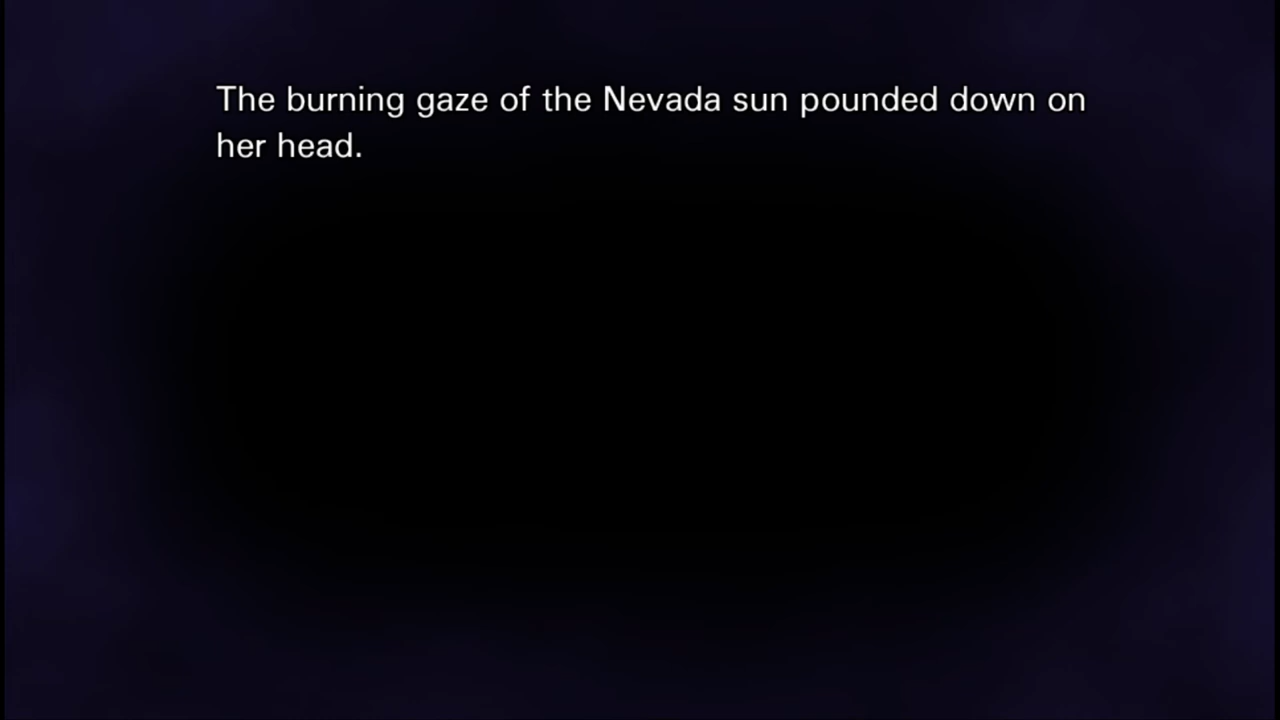 The burning gaze of the Nevada sun pounded down on
her head.